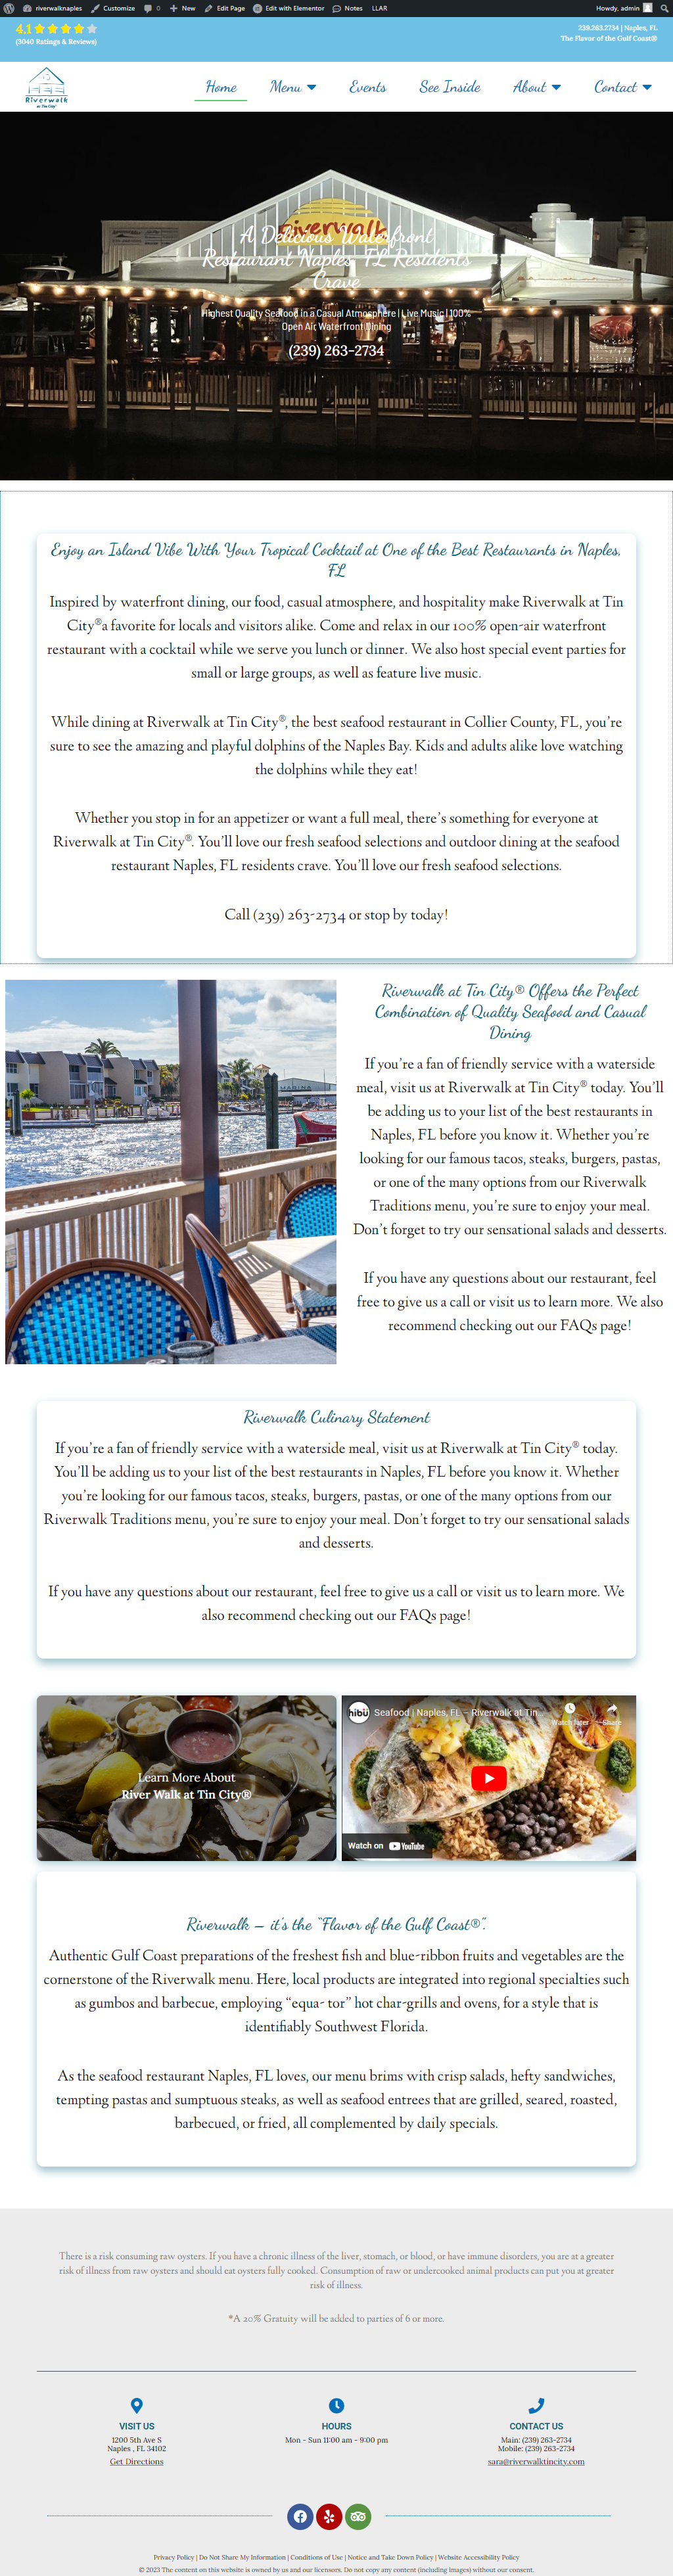 riverwalknaples Customize 0 New Edit Page Edit with Elementor Notes LLAR Howdy, admin
4.1
(3040 Ratings & Reviews)
239.263.2734 | Naples, FL
The Flavor of the Gulf Coast®
Riverwalk
at Tin City
Home Menu Events See Inside About Contact
riverwalk
A Delicious Waterfront
Restaurant Naples, FL Residents
Crave
Highest Quality Seafood in a Casual Atmosphere | Live Music | 100%
Open Air Waterfront Dining
(239) 263-2734
Enjoy an Island Vibe With Your Tropical Cocktail at One of the Best Restaurants in Naples,
FL
Inspired by waterfront dining, our food, casual atmosphere, and hospitality make Riverwalk at Tin
City®a favorite for locals and visitors alike. Come and relax in our 100% open-air waterfront
restaurant with a cocktail while we serve you lunch or dinner. We also host special event parties for
small or large groups, as well as feature live music.
While dining at Riverwalk at Tin City®, the best seafood restaurant in Collier County, FL, you’re
sure to see the amazing and playful dolphins of the Naples Bay. Kids and adults alike love watching
the dolphins while they eat!
Whether you stop in for an appetizer or want a full meal, there’s something for everyone at
Riverwalk at Tin City®. You’ll love our fresh seafood selections and outdoor dining at the seafood
restaurant Naples, FL residents crave. You’ll love our fresh seafood selections.
Call (239) 263-2734 or stop by today!
MARINA
Riverwalk at Tin City® Offers the Perfect
Combination of Quality Seafood and Casual
Dining
If you’re a fan of friendly service with a waterside
meal, visit us at Riverwalk at Tin City® today. You’ll
be adding us to your list of the best restaurants in
Naples, FL before you know it. Whether you’re
looking for our famous tacos, steaks, burgers, pastas,
or one of the many options from our Riverwalk
Traditions menu, you’re sure to enjoy your meal.
Don’t forget to try our sensational salads and desserts.
If you have any questions about our restaurant, feel
free to give us a call or visit us to learn more. We also
recommend checking out our FAQs page!
Riverwalk Culinary Statement
If you’re a fan of friendly service with a waterside meal, visit us at Riverwalk at Tin City® today.
You’ll be adding us to your list of the best restaurants in Naples, FL before you know it. Whether
you’re looking for our famous tacos, steaks, burgers, pastas, or one of the many options from our
Riverwalk Traditions menu, you’re sure to enjoy your meal. Don’t forget to try our sensational salads
and desserts.
If you have any questions about our restaurant, feel free to give us a call or visit us to learn more. We
also recommend checking out our FAQs page!
Learn More About
River Walk at Tin City®
hibu Seafood | Naples, FL – Riverwalk at Tin... Watch later Share
Watch on YouTube
Riverwalk – it’s the “Flavor of the Gulf Coast®”.
Authentic Gulf Coast preparations of the freshest fish and blue-ribbon fruits and vegetables are the
cornerstone of the Riverwalk menu. Here, local products are integrated into regional specialties such
as gumbos and barbecue, employing “equa- tor” hot char-grills and ovens, for a style that is
identifiably Southwest Florida.
As the seafood restaurant Naples, FL loves, our menu brims with crisp salads, hefty sandwiches,
tempting pastas and sumptuous steaks, as well as seafood entrees that are grilled, seared, roasted,
barbecued, or fried, all complemented by daily specials.
There is a risk consuming raw oysters. If you have a chronic illness of the liver, stomach, or blood, or have immune disorders, you are at a greater
risk of illness from raw oysters and should eat oysters fully cooked. Consumption of raw or undercooked animal products can put you at greater
risk of illness.
*A 20% Gratuity will be added to parties of 6 or more.
VISIT US
1200 5th Ave S
Naples , FL 34102
Get Directions
HOURS
Mon - Sun 11:00 am - 9:00 pm
CONTACT US
Main: (239) 263-2734
Mobile: (239) 263-2734
sara@riverwalktincity.com
Privacy Policy | Do Not Share My Information | Conditions of Use | Notice and Take Down Policy | Website Accessibility Policy
© 2023 The content on this website is owned by us and our licensors. Do not copy any content (including images) without our consent.